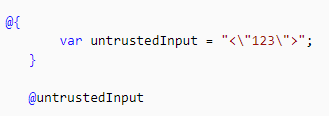 @{
var untrustedInput = "<\"123\">";
}
@untrustedInput